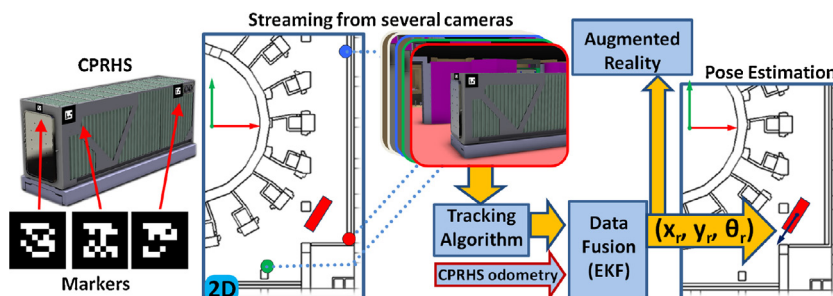 Streaming from several cameras
CPRHS
Augmented
Reality
Pose Estimation
Tracking
Algorithm
Data
Fusion
(EKF)
(xr, yr, θr)
CPRHS odometry
Markers
2D